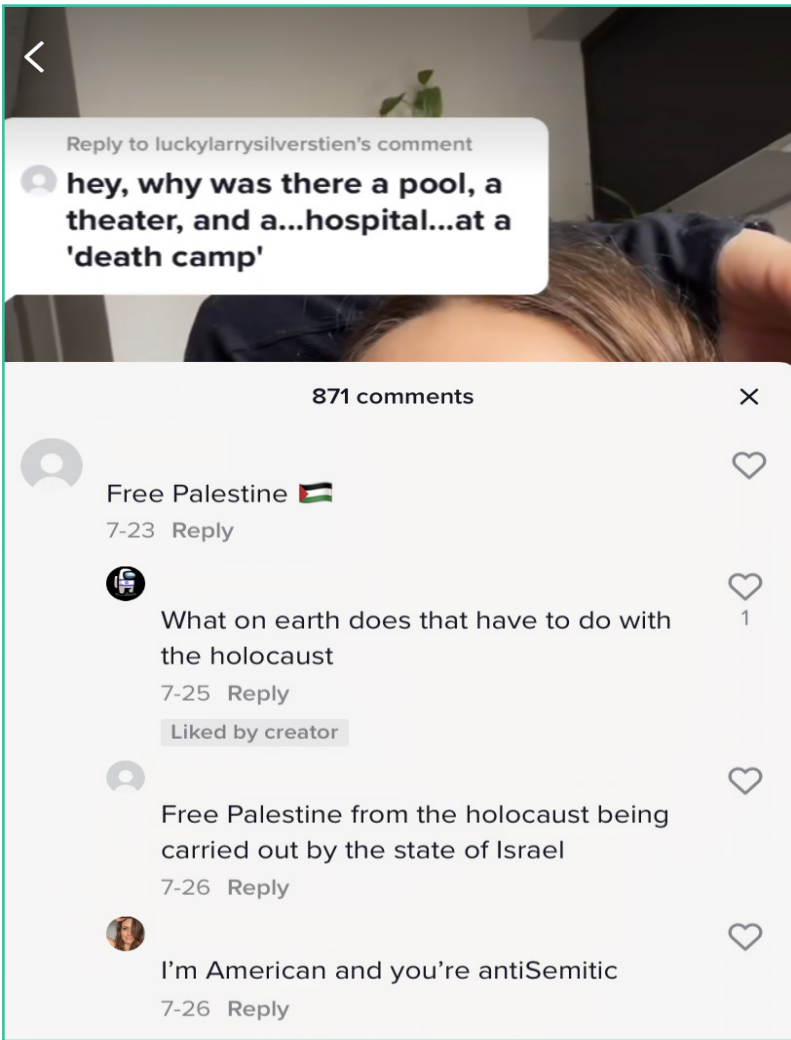 Reply to luckylarrysilverstien's comment
hey, why was there a pool, a
theater, and a...hospital...at a
'death camp'
871 comments
Free Palestine 🇵🇸
7-23 Reply
What on earth does that have to do with
the holocaust
1
7-25 Reply
Liked by creator
Free Palestine from the holocaust being
carried out by the state of Israel
7-26 Reply
I'm American and you're antiSemitic
7-26 Reply